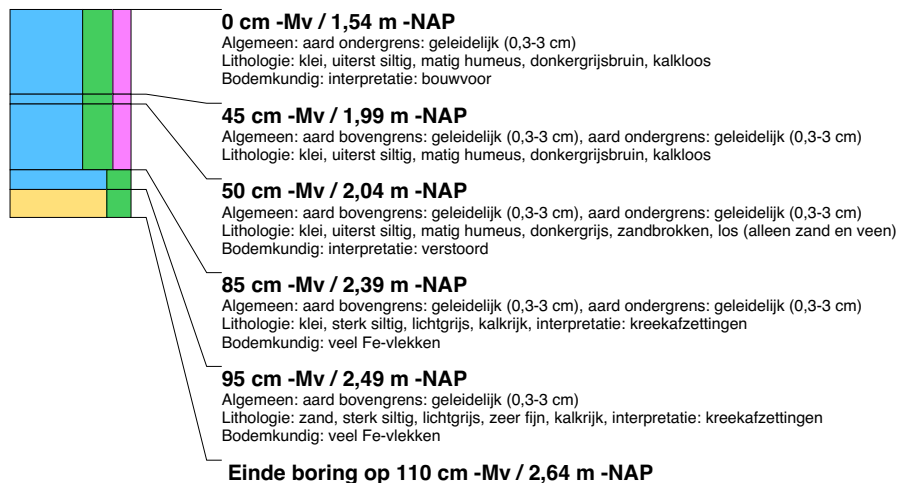 0 cm -Mv / 1,54 m -NAP
Algemeen: aard ondergrens: geleidelijk (0,3-3 cm)
Lithologie: klei, uiterst siltig, matig humeus, donkergrijsbruin, kalkloos
Bodemkundig: interpretatie: bouwvoor
45 cm -Mv / 1,99 m -NAP
Algemeen: aard bovengrens: geleidelijk (0,3-3 cm), aard ondergrens: geleidelijk (0,3-3 cm)
Lithologie: klei, uiterst siltig, matig humeus, donkergrijsbruin, kalkloos
50 cm -Mv / 2,04 m -NAP
Algemeen: aard bovengrens: geleidelijk (0,3-3 cm), aard ondergrens: geleidelijk (0,3-3 cm)
Lithologie: klei, uiterst siltig, matig humeus, donkergrijs, zandbrokken, los (alleen zand en veen)
Bodemkundig: interpretatie: verstoord
85 cm -Mv / 2,39 m -NAP
Algemeen: aard bovengrens: geleidelijk (0,3-3 cm), aard ondergrens: geleidelijk (0,3-3 cm)
Lithologie: klei, sterk siltig, lichtgrijs, kalkrijk, interpretatie: kreekafzettingen
Bodemkundig: veel Fe-vlekken
95 cm -Mv / 2,49 m -NAP
Algemeen: aard bovengrens: geleidelijk (0,3-3 cm)
Lithologie: zand, sterk siltig, lichtgrijs, zeer fijn, kalkrijk, interpretatie: kreekafzettingen
Bodemkundig: veel Fe-vlekken
Einde boring op 110 cm -Mv / 2,64 m -NAP